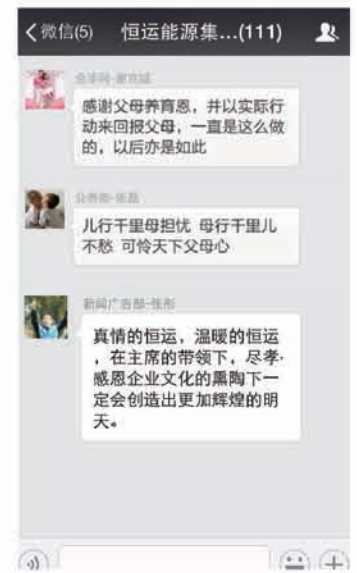 微信(5) 恒运能源集...(111)
感谢父母养育恩，并以实际行
动来回报父母，一直是这么做
的，以后亦是如此
儿行千里母担忧 母行千里儿
不愁 可怜天下父母心
新闻广告部-张彤
真情的恒运，温暖的恒运
，在主席的带领下，尽孝·
感恩企业文化的熏陶下一
定会创造出更加辉煌的明
天。